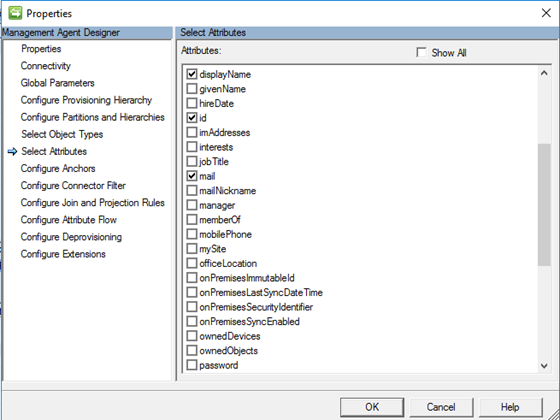 Properties
Management Agent Designer
Properties
Connectivity
Global Parameters
Configure Provisioning Hierarchy
Configure Partitions and Hierarchies
Select Object Types
Select Attributes
Configure Anchors
Configure Connector Filter
Configure Join and Projection Rules
Configure Attribute Flow
Configure Deprovisioning
Configure Extensions
Select Attributes
Attributes:
Show All
displayName
givenName
hireDate
id
imAddresses
interests
jobTitle
mail
mailNickname
manager
memberOf
mobilePhone
mySite
officeLocation
onPremisesImmutableId
onPremisesLastSyncDateTime
onPremisesSecurityIdentifier
onPremisesSyncEnabled
ownedDevices
ownedObjects
password
OK
Cancel
Help